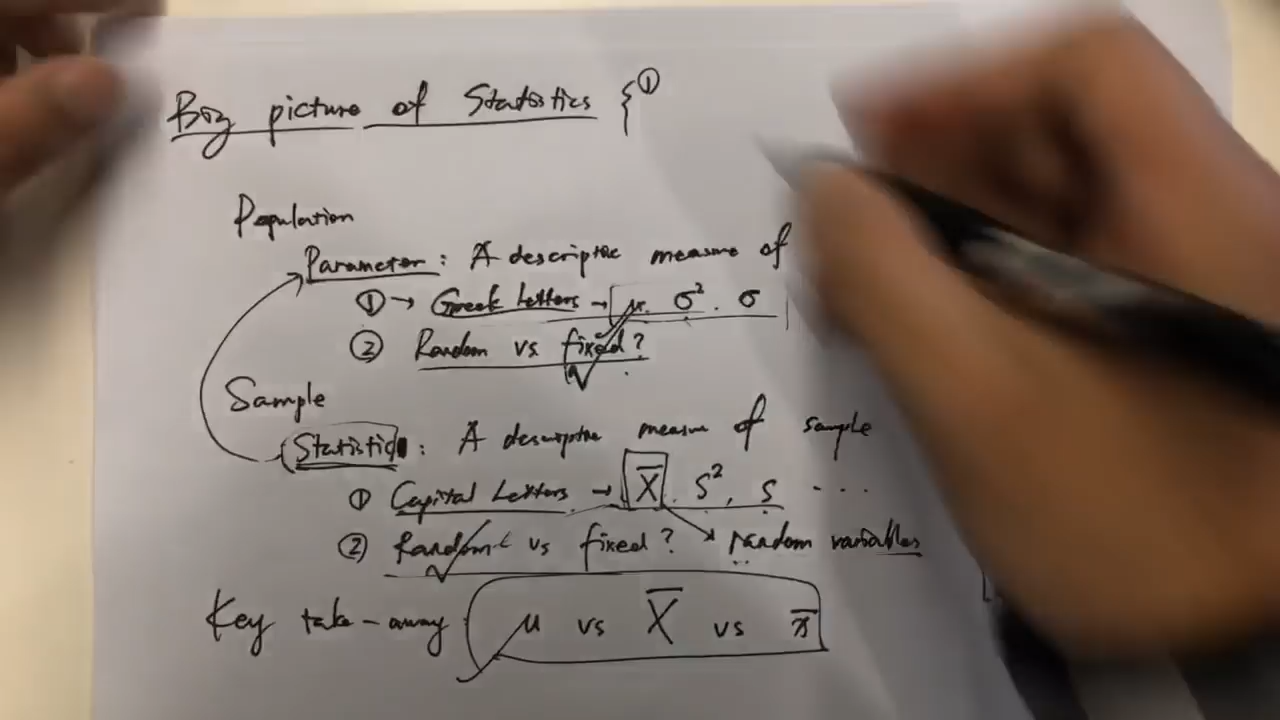 Big picture of Statistics { ①
Population
Parameter : A descriptive measure of
① → Greek Letters → μ. σ². σ
② Random vs fixed?
Sample
Statistic : A descriptive measure of sample
① Capital Letters → X̅. S², S ...
② Random vs fixed? → random variables
Key take-away μ vs X̅ vs x̅